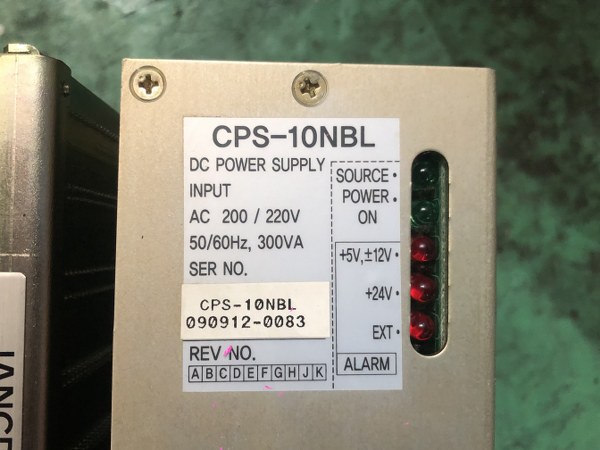 CPS-10NBL
DC POWER SUPPLY
INPUT
AC 200 / 220V
50/60Hz, 300VA
SER NO.
CPS-10NBL
090912-0083
REV NO.
A B C D E F G H J K
SOURCE
POWER
ON
+5V,±12V
+24V
EXT
ALARM